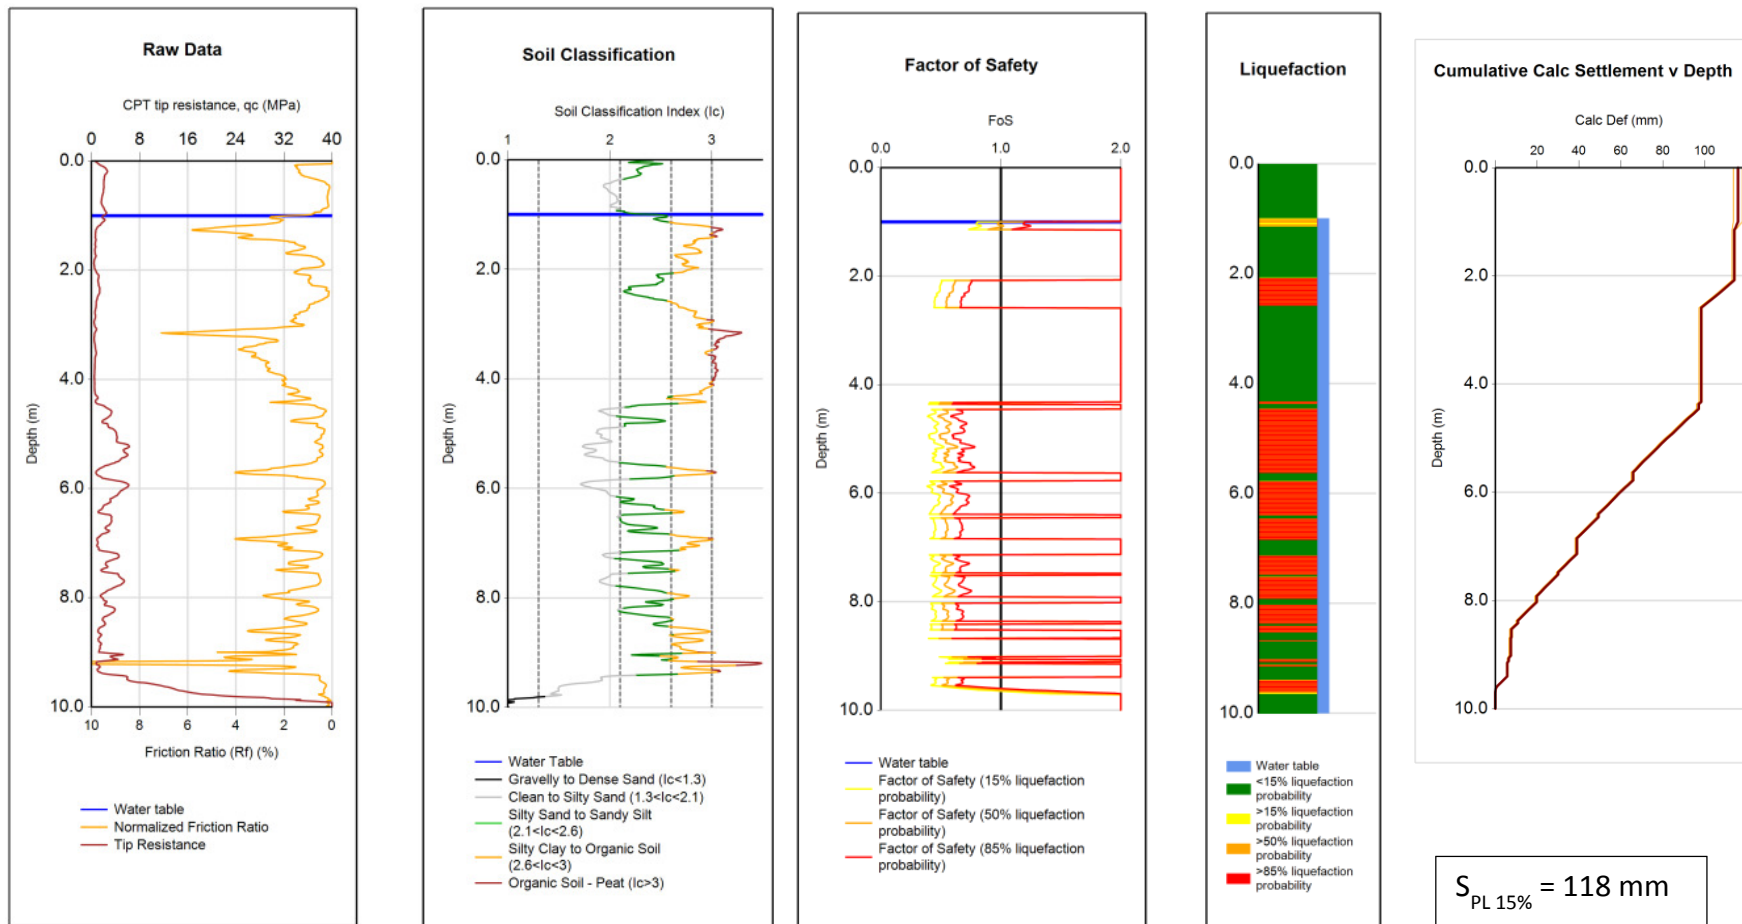 Raw Data
CPT tip resistance, qc (MPa)
0 8 16 24 32 40
0.0
2.0
4.0
6.0
8.0
10.0
Depth (m)
10 8 6 4 2 0
Friction Ratio (Rf) (%)
Water table
Normalized Friction Ratio
Tip Resistance
Soil Classification
Soil Classification Index (Ic)
1 2 3
0.0
2.0
4.0
6.0
8.0
10.0
Depth (m)
Water Table
Gravelly to Dense Sand (Ic<1.3)
Clean to Silty Sand (1.3<Ic<2.1)
Silty Sand to Sandy Silt
(2.1<Ic<2.6)
Silty Clay to Organic Soil
(2.6<Ic<3)
Organic Soil - Peat (Ic>3)
Factor of Safety
FoS
0.0 1.0 2.0
0.0
2.0
4.0
6.0
8.0
10.0
Depth (m)
Water table
Factor of Safety (15% liquefaction
probability)
Factor of Safety (50% liquefaction
probability)
Factor of Safety (85% liquefaction
probability)
Liquefaction
0.0
2.0
4.0
6.0
8.0
10.0
Water table
<15% liquefaction
probability
>15% liquefaction
probability
>50% liquefaction
probability
>85% liquefaction
probability
Cumulative Calc Settlement v Depth
Calc Def (mm)
20 40 60 80 100
0.0
2.0
4.0
6.0
8.0
10.0
Depth (m)
S PL 15% = 118 mm